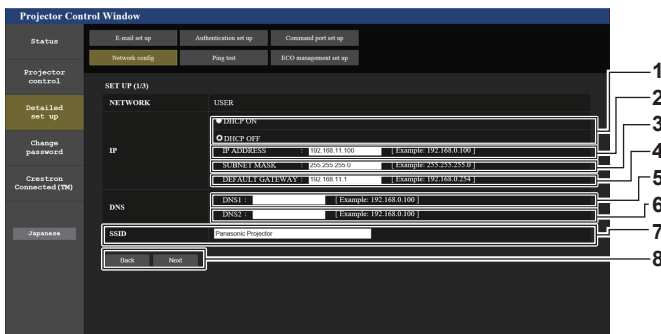 Projector Control Window
Status
Projector
control
Detailed
set up
Change
password
Crestron
Connected(TM)
Japanese
E-mail set up Authentication set up Command port set up
Network config Ping test ECO management set up
SET UP (1/3)
NETWORK USER
IP
DHCP ON
DHCP OFF
IP ADDRESS : 192.168.11.100 [ Example: 192.168.0.100 ]
SUBNET MASK : 255.255.255.0 [ Example: 255.255.255.0 ]
DEFAULT GATEWAY : 192.168.11.1 [ Example: 192.168.0.254 ]
DNS
DNS1 : [ Example: 192.168.0.100 ]
DNS2 : [ Example: 192.168.0.100 ]
SSID Panasonic Projector
Back Next
1
2
3
4
5
6
7
8